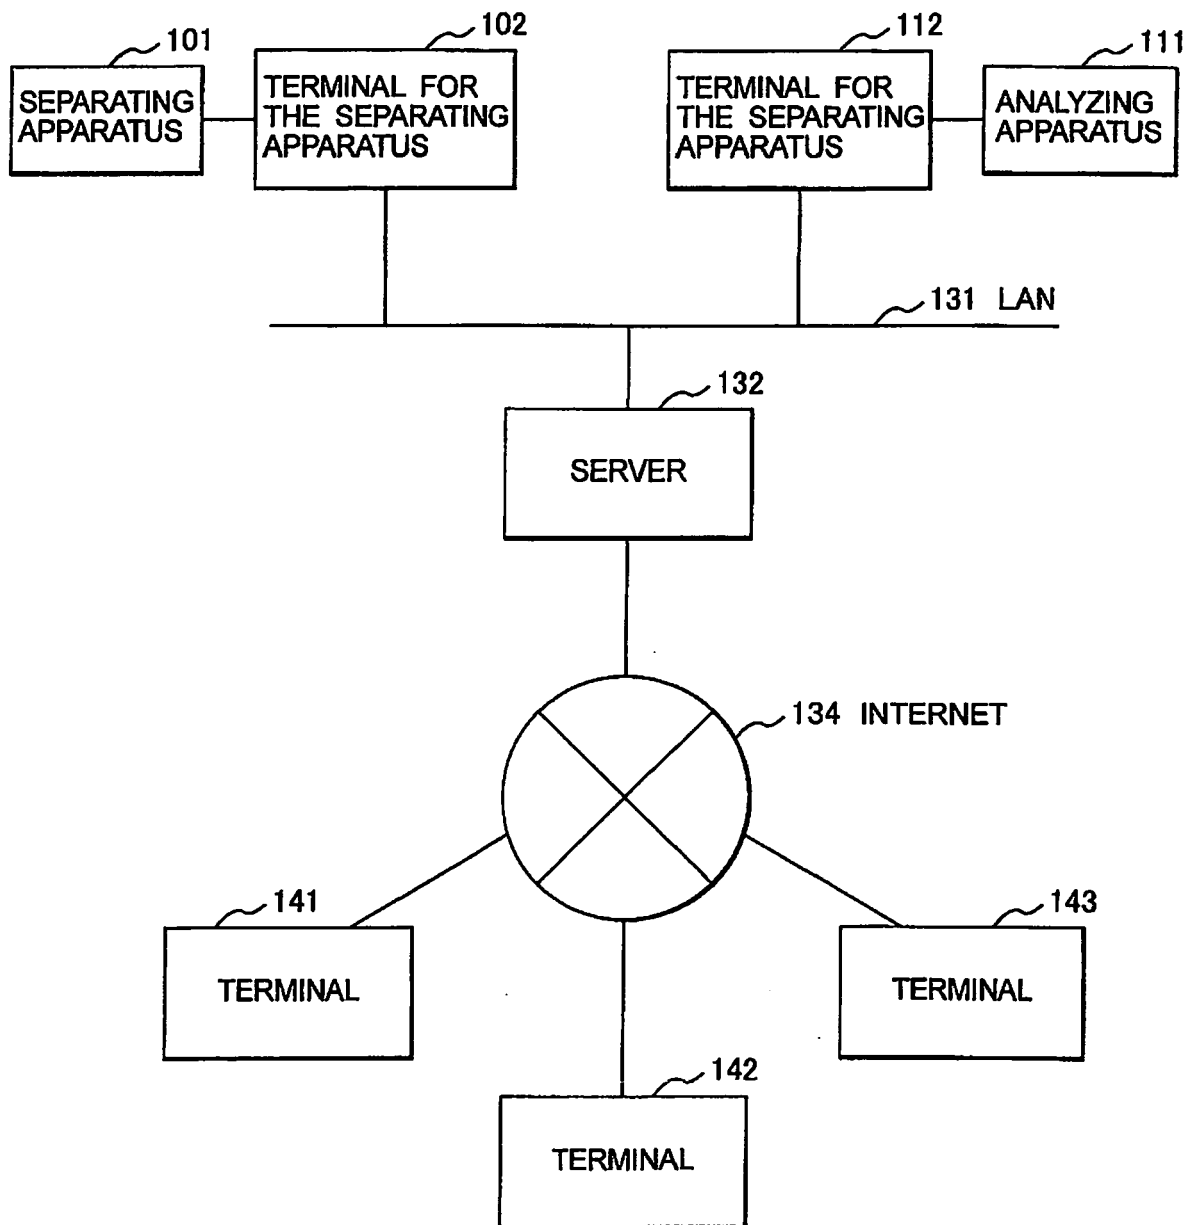 101
102
112
111
SEPARATING
APPARATUS
TERMINAL FOR
THE SEPARATING
APPARATUS
TERMINAL FOR
THE SEPARATING
APPARATUS
ANALYZING
APPARATUS
131 LAN
132
SERVER
134 INTERNET
141
143
TERMINAL
TERMINAL
142
TERMINAL